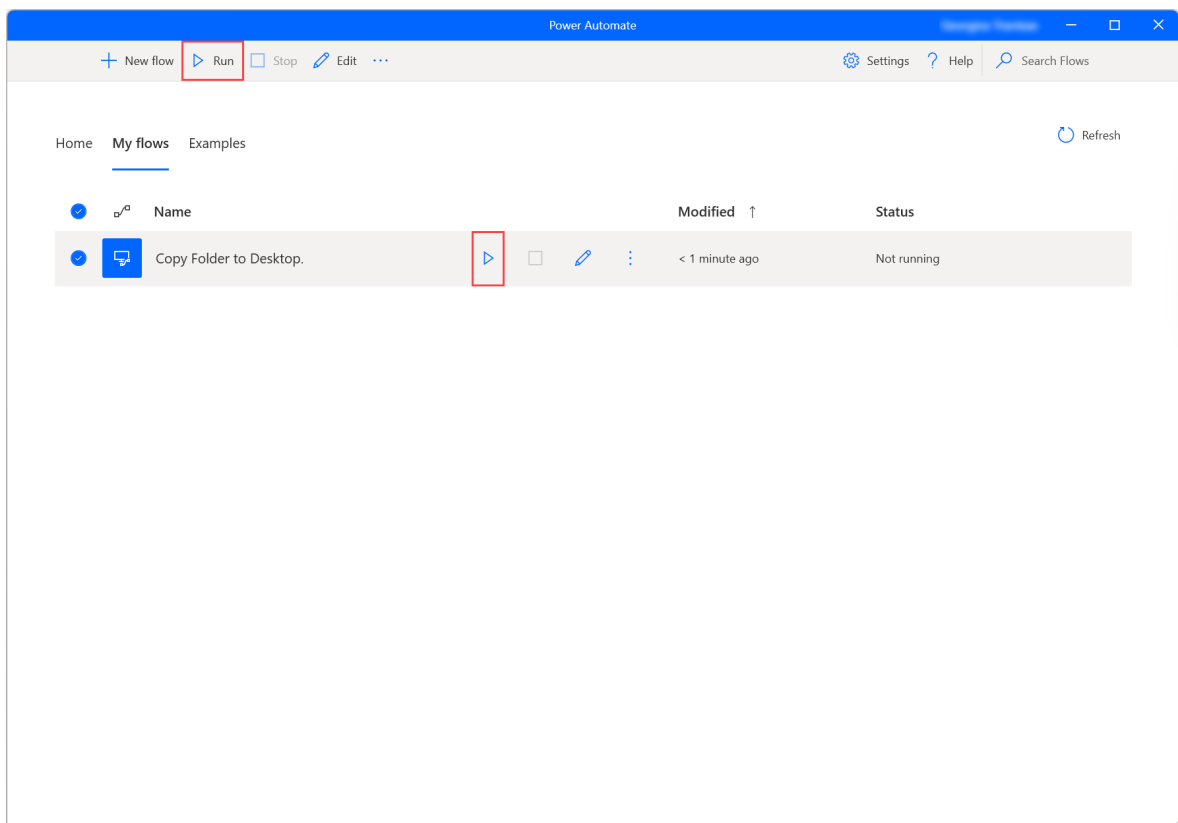 Power Automate
New flow Run Stop Edit ... Settings ? Help Search Flows
Refresh
Home My flows Examples
Name Modified ↑ Status
Copy Folder to Desktop. < 1 minute ago Not running